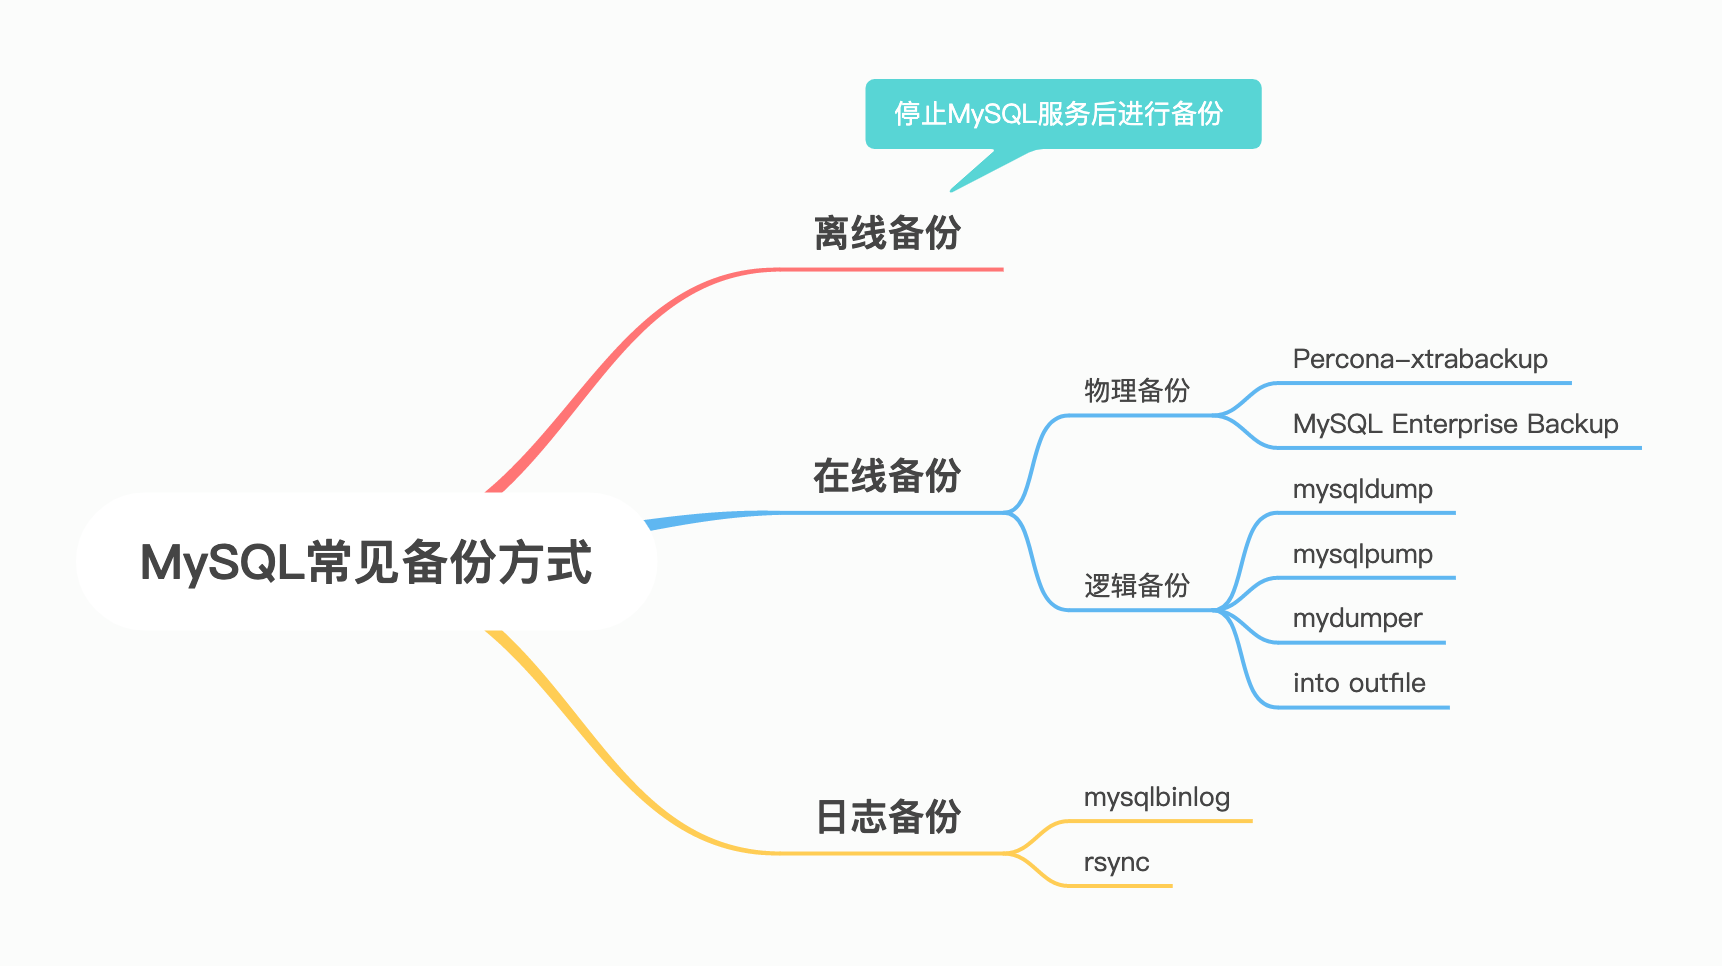 停止MySQL服务后进行备份
离线备份
Percona-xtrabackup
物理备份
MySQL Enterprise Backup
在线备份
mysqldump
mysqlpump
MySQL常见备份方式
逻辑备份
mydumper
into outfile
mysqlbinlog
日志备份
rsync